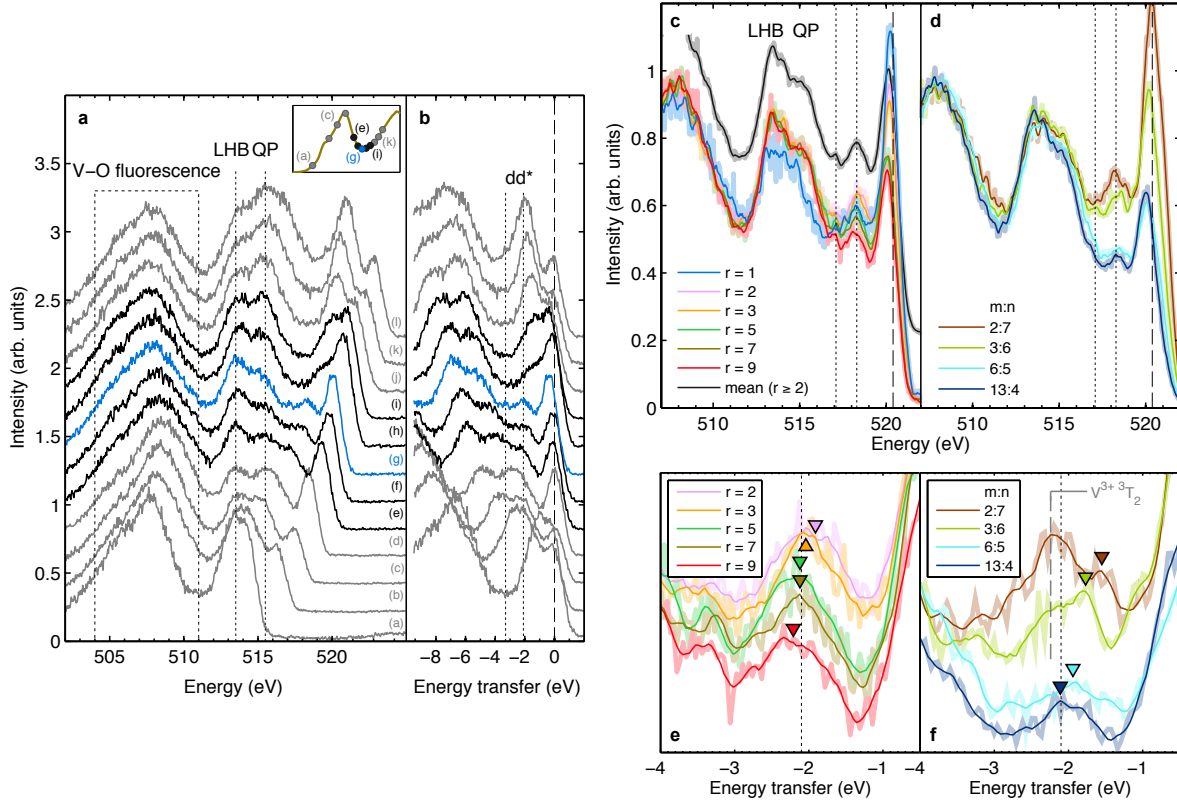 a
b
(a)
(c)
(e)
(g)
(i)
(k)
LHB QP
V–O fluorescence
dd*
(l)
(k)
(j)
(i)
(h)
(g)
(f)
(e)
(d)
(c)
(b)
(a)
Intensity (arb. units)
0
0.5
1
1.5
2
2.5
3
3.5
505 510 515 520
Energy (eV)
−8 −6 −4 −2 0
Energy transfer (eV)
c
LHB QP
r = 1
r = 2
r = 3
r = 5
r = 7
r = 9
mean (r ≥ 2)
Intensity (arb. units)
0
0.2
0.4
0.6
0.8
1
510 515 520
Energy (eV)
d
m:n
2:7
3:6
6:5
13:4
510 515 520
r = 2
r = 3
r = 5
r = 7
r = 9
e
−4 −3 −2 −1
Energy transfer (eV)
m:n
2:7
3:6
6:5
13:4
V³⁺ ³T₂
f
−4 −3 −2 −1
Energy transfer (eV)